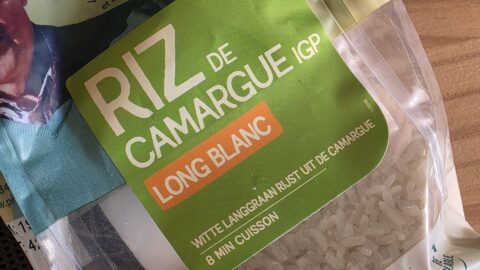 RIZ DE
CAMARGUE IGP
LONG BLANC
WITTE LANGGRAAN RIJST UIT DE CAMARGUE
8 MIN CUISSON